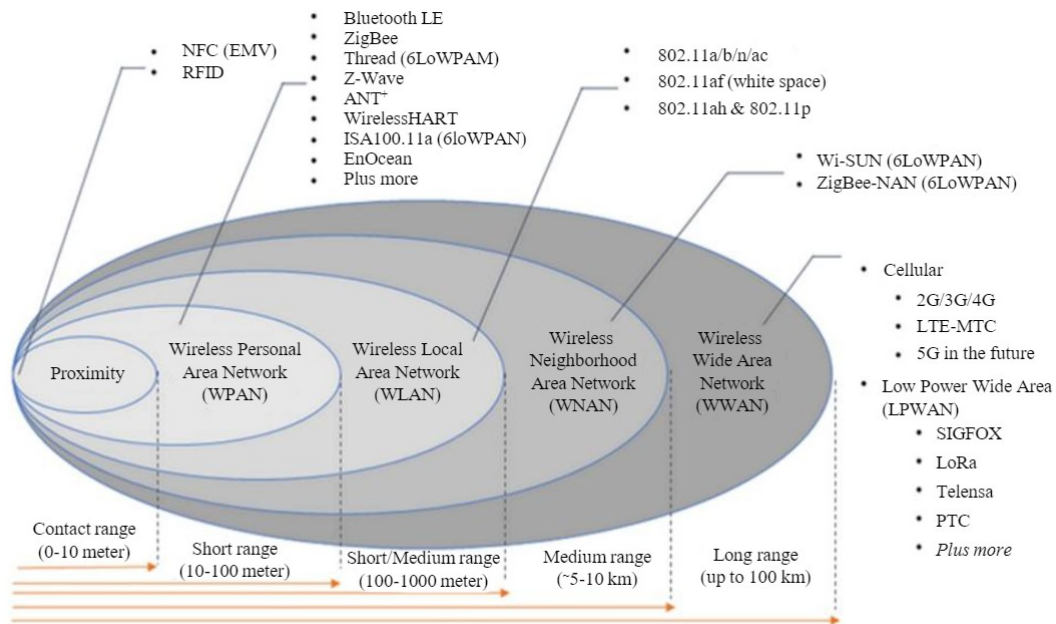 • NFC (EMV)
• RFID
• Bluetooth LE
• ZigBee
• Thread (6LoWPAM)
• Z-Wave
• ANT⁺
• WirelessHART
• ISA100.11a (6loWPAN)
• EnOcean
• Plus more
• 802.11a/b/n/ac
• 802.11af (white space)
• 802.11ah & 802.11p
• Wi-SUN (6LoWPAN)
• ZigBee-NAN (6LoWPAN)
• Cellular
• 2G/3G/4G
• LTE-MTC
• 5G in the future
• Low Power Wide Area
(LPWAN)
• SIGFOX
• LoRa
• Telensa
• PTC
• Plus more
Proximity
Wireless Personal
Area Network
(WPAN)
Wireless Local
Area Network
(WLAN)
Wireless
Neighborhood
Area Network
(WNAN)
Wireless
Wide Area
Network
(WWAN)
Contact range
(0-10 meter)
Short range
(10-100 meter)
Short/Medium range
(100-1000 meter)
Medium range
(~5-10 km)
Long range
(up to 100 km)